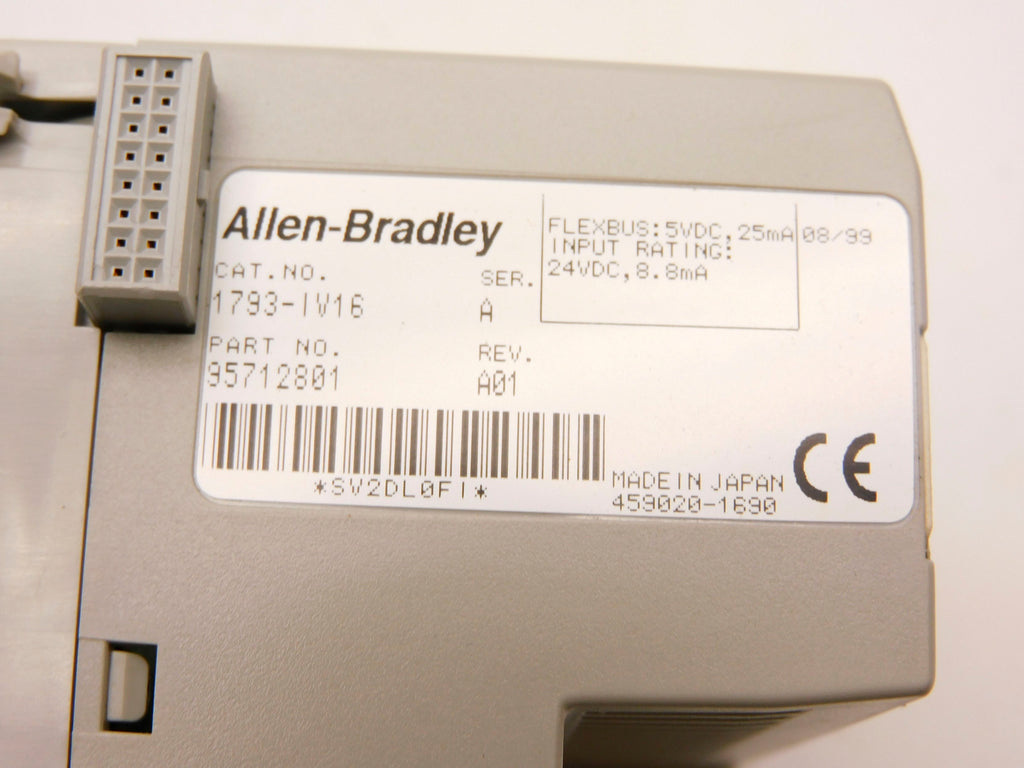 Allen-Bradley
FLEXBUS: 5VDC, 25mA 08/99
INPUT RATING:
24VDC, 8.8mA
CAT. NO. SER.
1793-IV16 A
PART NO. REV.
95712801 A01
*SV2DL0FI*
MADE IN JAPAN
459020-1690
CE